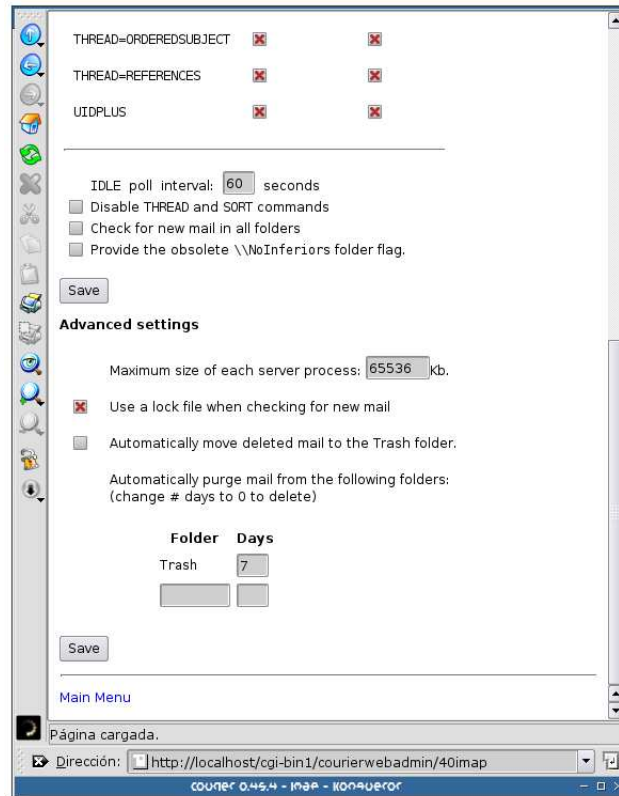 THREAD=ORDEREDSUBJECT
THREAD=REFERENCES
UIDPLUS
IDLE poll interval: 60 seconds
Disable THREAD and SORT commands
Check for new mail in all folders
Provide the obsolete \\NoInferiors folder flag.
Save
Advanced settings
Maximum size of each server process: 65536 Kb.
Use a lock file when checking for new mail
Automatically move deleted mail to the Trash folder.
Automatically purge mail from the following folders:
(change # days to 0 to delete)
Folder Days
Trash 7
Save
Main Menu
Página cargada.
Dirección: http://localhost/cgi-bin1/courierwebadmin/40imap
courier 0.45.4 - imap - Konqueror